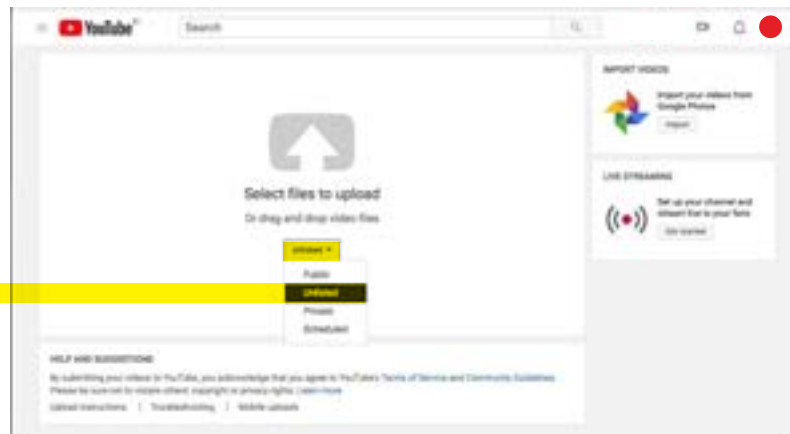 YouTube
Search
Select files to upload
Or drag and drop video files
Unlisted
Public
Unlisted
Private
Scheduled
IMPORT VIDEOS
Import your videos from
Google Photos
Import
LIVE STREAMING
Set up your channel and
stream live to your fans
Get started
HELP AND SUGGESTIONS
By submitting your videos to YouTube, you acknowledge that you agree to YouTube's Terms of Service and Community Guidelines.
Please be sure not to violate others' copyright or privacy rights. Learn more
Upload instructions | Troubleshooting | Mobile uploads